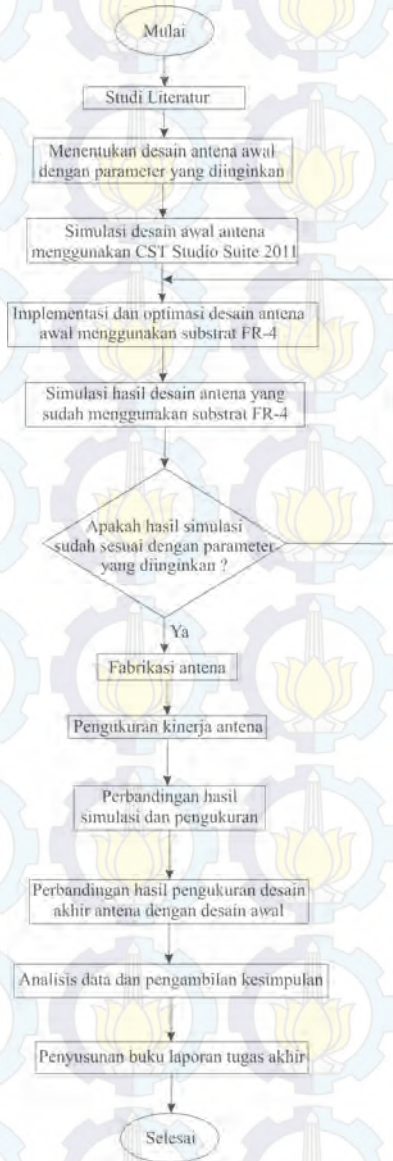 Mulai
Studi Literatur
Menentukan desain antena awal
dengan parameter yang diinginkan
Simulasi desain awal antena
menggunakan CST Studio Suite 2011
Implementasi dan optimasi desain antena
awal menggunakan substrat FR-4
Simulasi hasil desain antena yang
sudah menggunakan substrat FR-4
Apakah hasil simulasi
sudah sesuai dengan parameter
yang diinginkan ?
Ya
Fabrikasi antena
Pengukuran kinerja antena
Perbandingan hasil
simulasi dan pengukuran
Perbandingan hasil pengukuran desain
akhir antena dengan desain awal
Analisis data dan pengambilan kesimpulan
Penyusunan buku laporan tugas akhir
Selesai